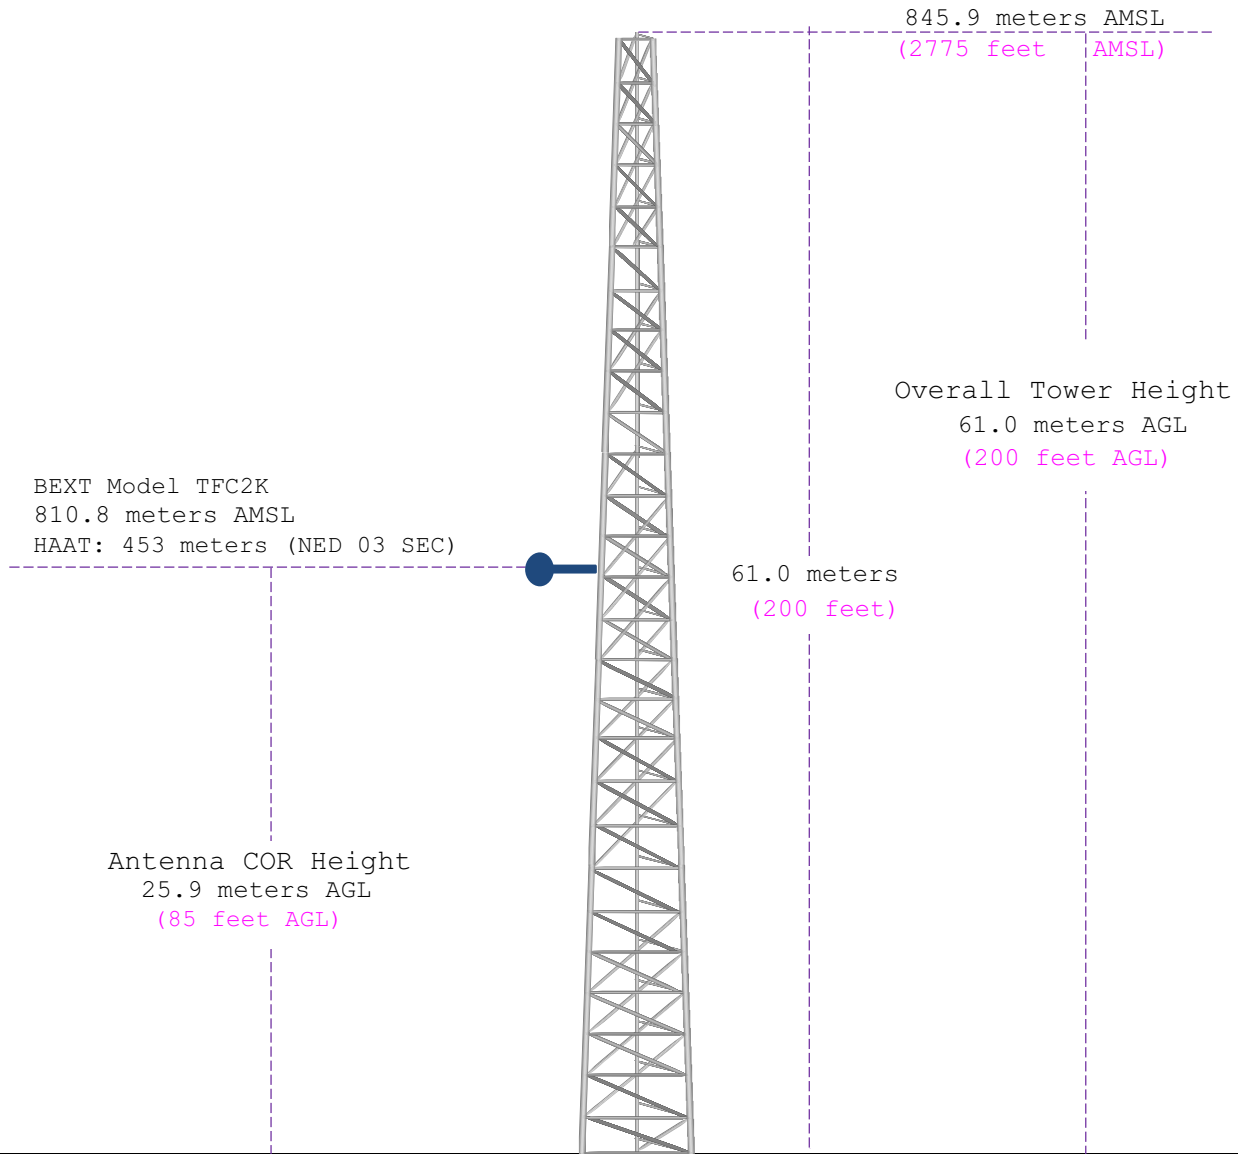 845.9 meters AMSL
(2775 feet AMSL)
Overall Tower Height
61.0 meters AGL
(200 feet AGL)
BEXT Model TFC2K
810.8 meters AMSL
HAAT: 453 meters (NED 03 SEC)
61.0 meters
(200 feet)
Antenna COR Height
25.9 meters AGL
(85 feet AGL)